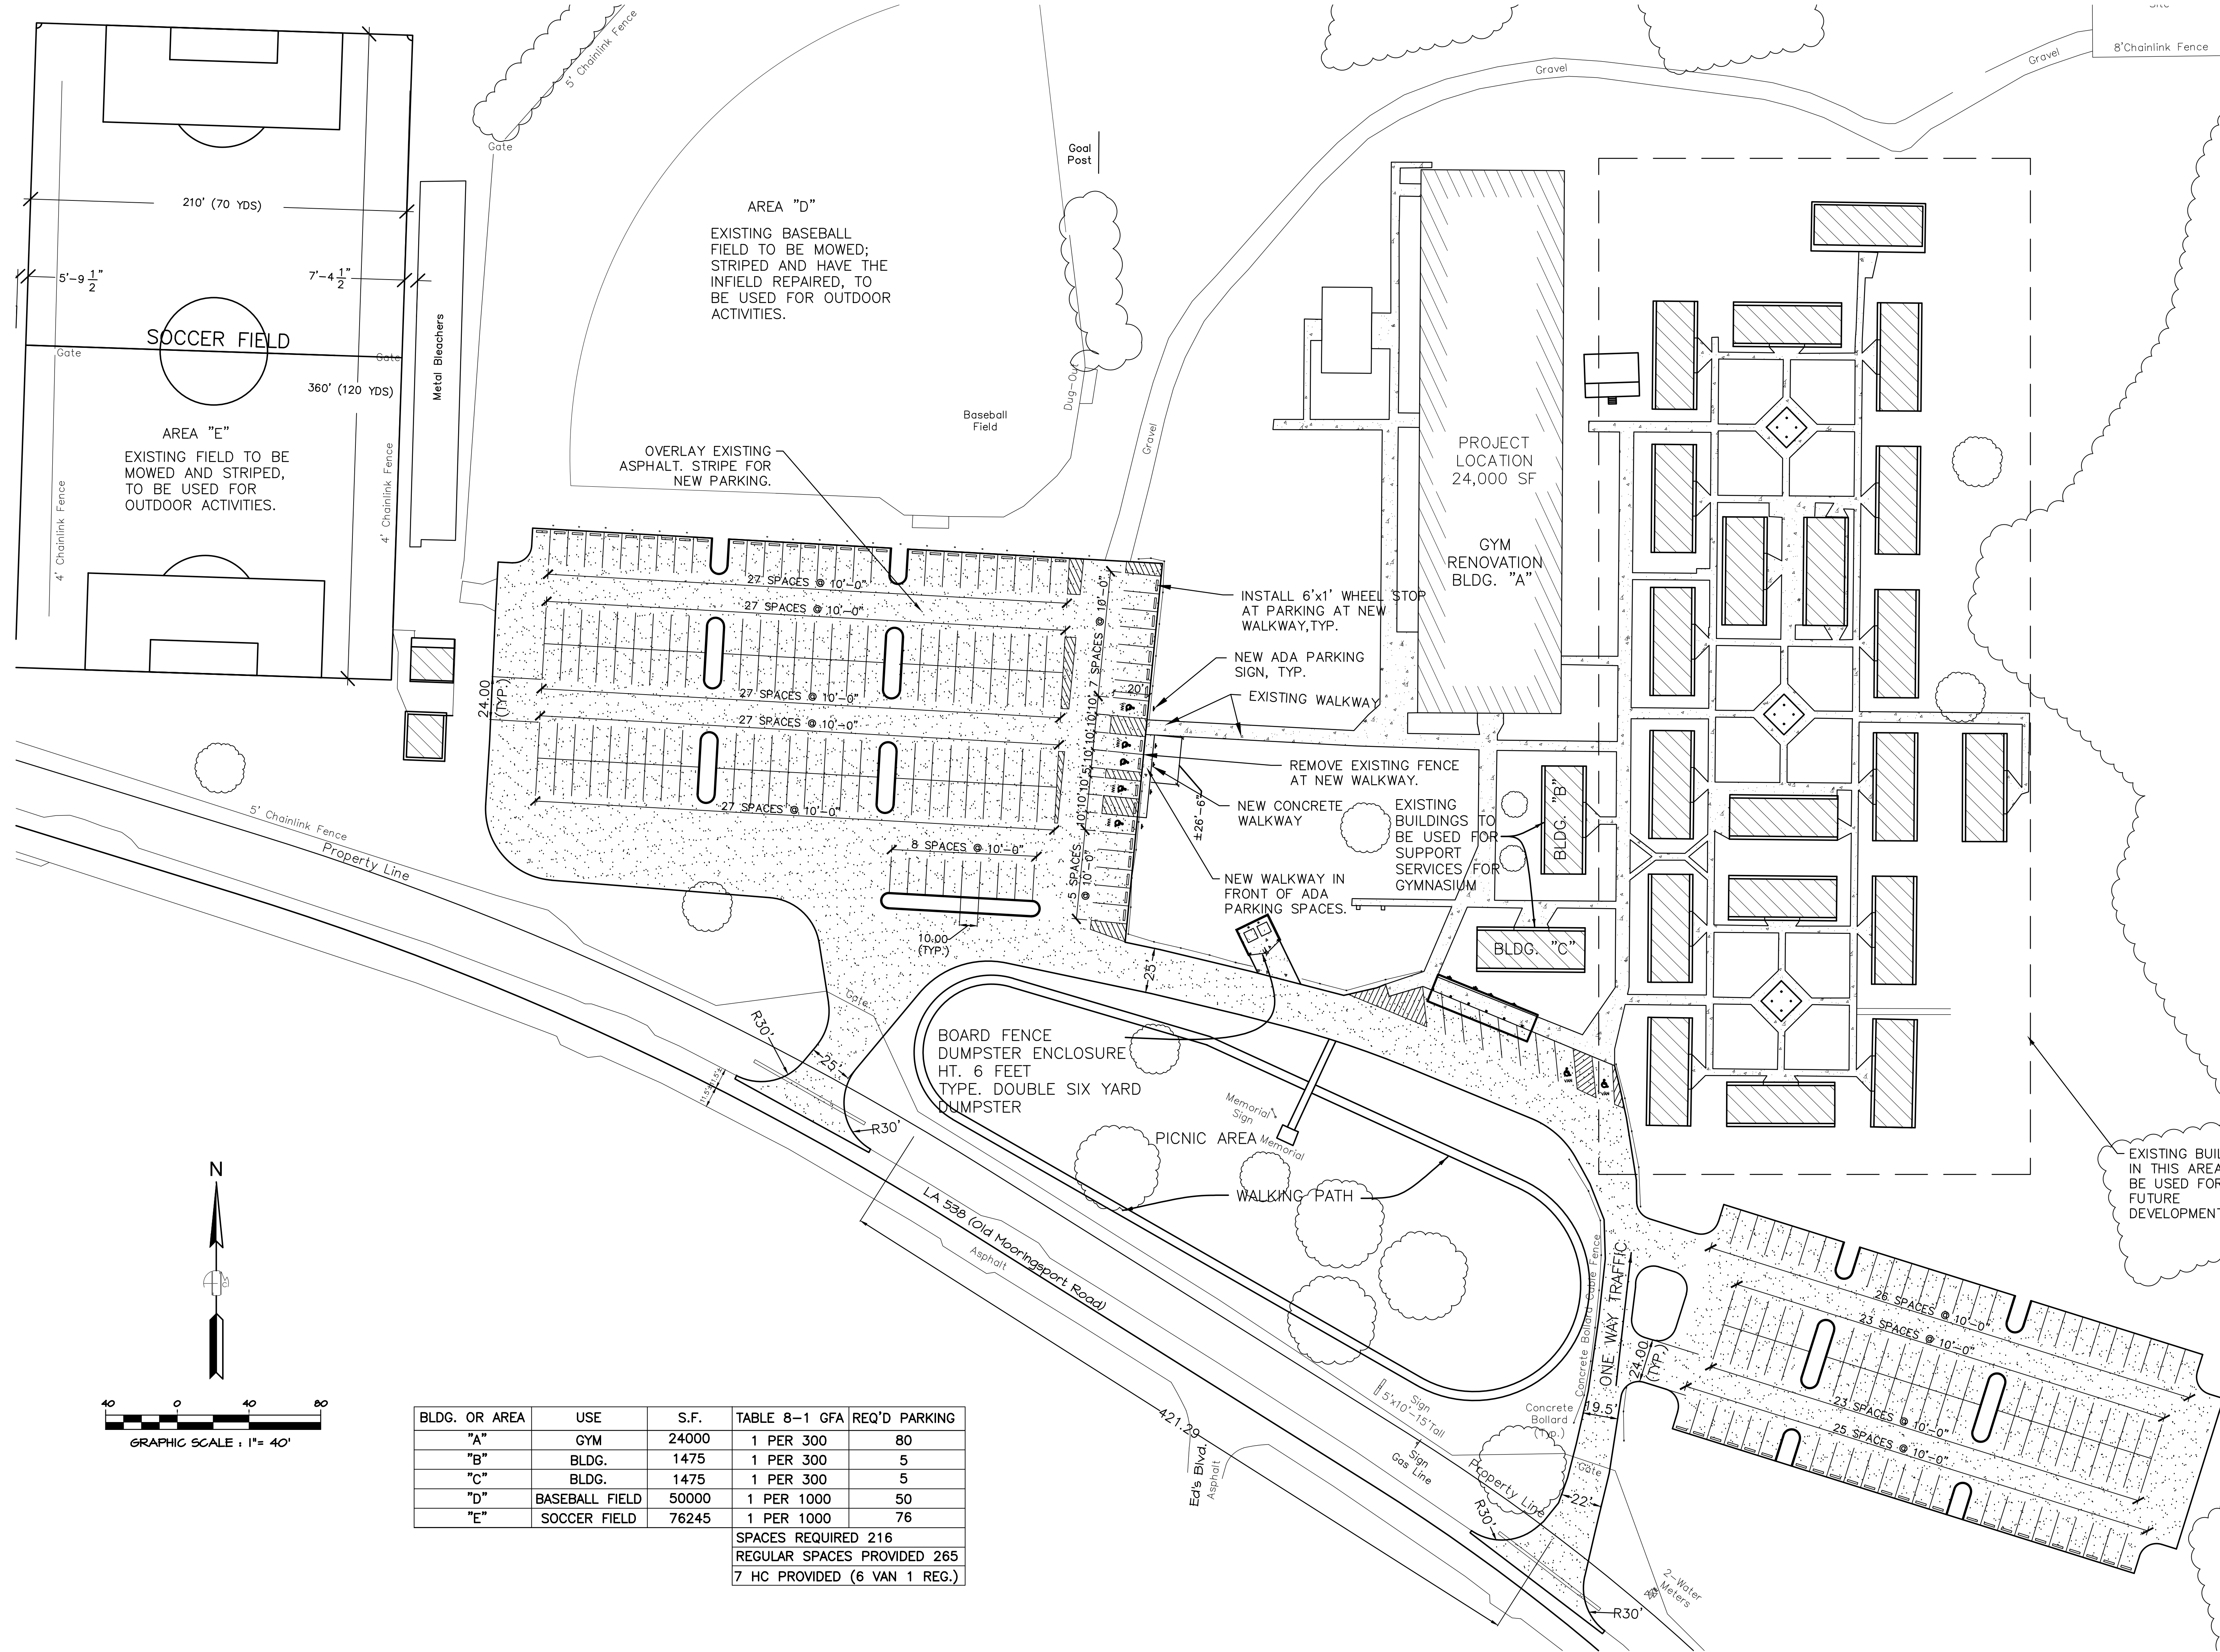 5' Chainlink Fence
Gate
Gravel
Gravel
8'Chainlink Fence
Goal
Post
210' (70 YDS)
AREA "D"
EXISTING BASEBALL
FIELD TO BE MOWED;
STRIPED AND HAVE THE
INFIELD REPAIRED, TO
BE USED FOR OUTDOOR
ACTIVITIES.
5'-9 1/2"
7'-4 1/2"
SOCCER FIELD
Gate
Gate
360' (120 YDS)
Metal Bleachers
Dug-Out
Baseball
Field
AREA "E"
EXISTING FIELD TO BE
MOWED AND STRIPED,
TO BE USED FOR
OUTDOOR ACTIVITIES.
4' Chainlink Fence
4' Chainlink Fence
OVERLAY EXISTING
ASPHALT. STRIPE FOR
NEW PARKING.
Gravel
PROJECT
LOCATION
24,000 SF
GYM
RENOVATION
BLDG. "A"
27 SPACES @ 10'-0"
27 SPACES @ 10'-0"
27 SPACES @ 10'-0"
27 SPACES @ 10'-0"
27 SPACES @ 10'-0"
8 SPACES @ 10'-0"
7 SPACES @ 10'-0"
20'
10'
10'
10'
10'
5'
10'
10'
10'
5 SPACES
@ 10'-0"
24.00
(TYP.)
10.00
(TYP.)
INSTALL 6'x1' WHEEL STOP
AT PARKING AT NEW
WALKWAY,TYP.
NEW ADA PARKING
SIGN, TYP.
EXISTING WALKWAY
REMOVE EXISTING FENCE
AT NEW WALKWAY.
NEW CONCRETE
WALKWAY
±26'-6"
EXISTING
BUILDINGS TO
BE USED FOR
SUPPORT
SERVICES FOR
GYMNASIUM
BLDG. "B"
BLDG. "C"
NEW WALKWAY IN
FRONT OF ADA
PARKING SPACES.
5' Chainlink Fence
Property Line
25'
Gate
R30'
25'
11.5'±
11.5'±
R30'
BOARD FENCE
DUMPSTER ENCLOSURE
HT. 6 FEET
TYPE. DOUBLE SIX YARD
DUMPSTER
VAN
VAN
Memorial
Sign
PICNIC AREA
Memorial
WALKING PATH
LA 538 (Old Mooringsport Road)
Asphalt
421.29
Ed's Blvd.
Asphalt
Concrete Bollard Cable Fence
ONE WAY TRAFFIC
24.00
(TYP.)
19.5'
Sign
5'x10'-15'Tall
Sign
Gas Line
Concrete
Bollard
(Typ.)
Property Line
Gate
22'
R30'
R30'
2-Water
Meters
26 SPACES @ 10'-0"
23 SPACES @ 10'-0"
23 SPACES @ 10'-0"
25 SPACES @ 10'-0"
EXISTING BUIL
IN THIS AREA
BE USED FOR
FUTURE
DEVELOPMENT
N
40 0 40 80
GRAPHIC SCALE : 1"= 40'
BLDG. OR AREA USE S.F. TABLE 8-1 GFA REQ'D PARKING
"A" GYM 24000 1 PER 300 80
"B" BLDG. 1475 1 PER 300 5
"C" BLDG. 1475 1 PER 300 5
"D" BASEBALL FIELD 50000 1 PER 1000 50
"E" SOCCER FIELD 76245 1 PER 1000 76
SPACES REQUIRED 216
REGULAR SPACES PROVIDED 265
7 HC PROVIDED (6 VAN 1 REG.)